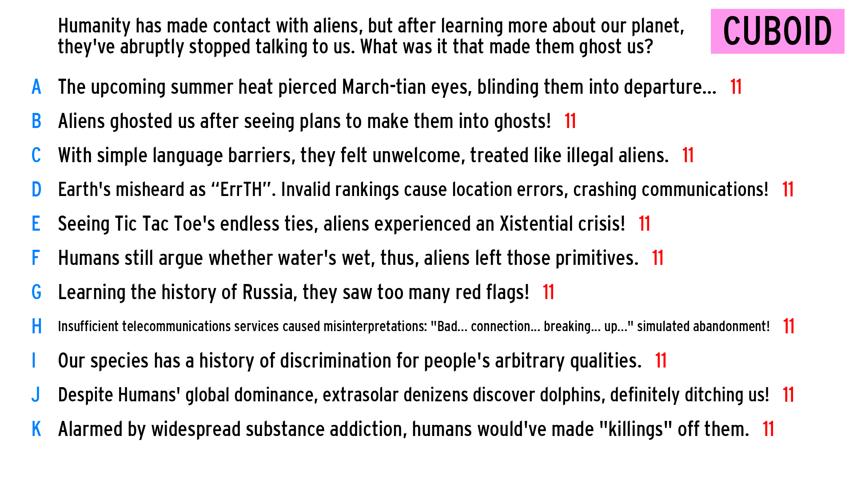 Humanity has made contact with aliens, but after learning more about our planet,
they've abruptly stopped talking to us. What was it that made them ghost us?
CUBOID
A The upcoming summer heat pierced March-tian eyes, blinding them into departure... 11
B Aliens ghosted us after seeing plans to make them into ghosts! 11
C With simple language barriers, they felt unwelcome, treated like illegal aliens. 11
D Earth's misheard as “ErrTH”. Invalid rankings cause location errors, crashing communications! 11
E Seeing Tic Tac Toe's endless ties, aliens experienced an Xistential crisis! 11
F Humans still argue whether water's wet, thus, aliens left those primitives. 11
G Learning the history of Russia, they saw too many red flags! 11
H Insufficient telecommunications services caused misinterpretations: "Bad... connection... breaking... up..." simulated abandonment! 11
I Our species has a history of discrimination for people's arbitrary qualities. 11
J Despite Humans' global dominance, extrasolar denizens discover dolphins, definitely ditching us! 11
K Alarmed by widespread substance addiction, humans would've made "killings" off them. 11